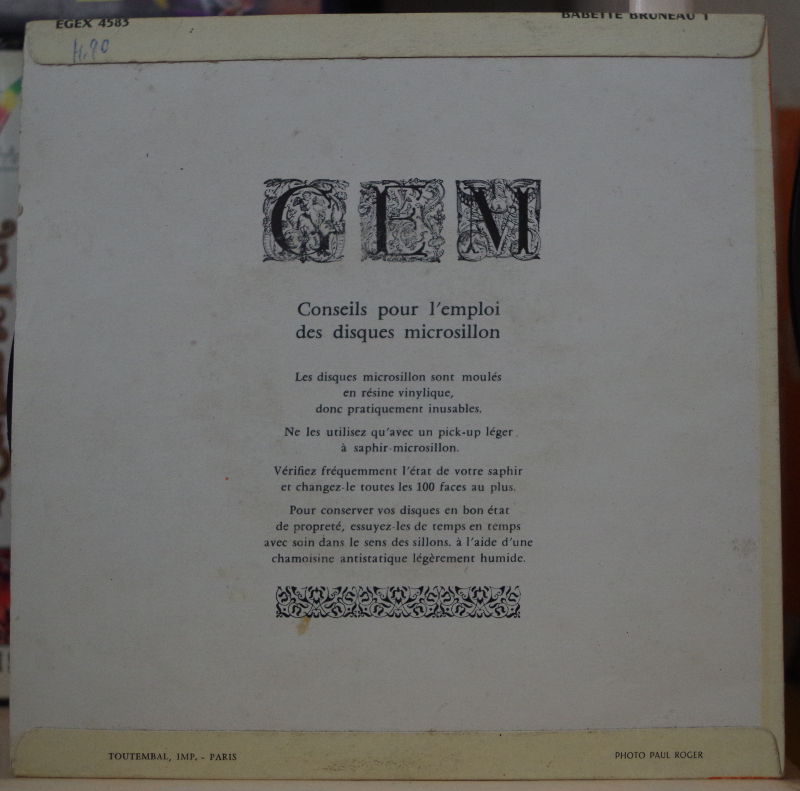 EGEX 4583
BABETTE BRUNEAU 1
4.90
GEM
Conseils pour l'emploi
des disques microsillon
Les disques microsillon sont moulés
en résine vinylique,
donc pratiquement inusables.
Ne les utilisez qu'avec un pick-up léger
à saphir-microsillon.
Vérifiez fréquemment l'état de votre saphir
et changez-le toutes les 100 faces au plus.
Pour conserver vos disques en bon état
de propreté, essuyez-les de temps en temps
avec soin dans le sens des sillons. à l'aide d'une
chamoisine antistatique légèrement humide.
TOUTEMBAL, IMP. - PARIS
PHOTO PAUL ROGER